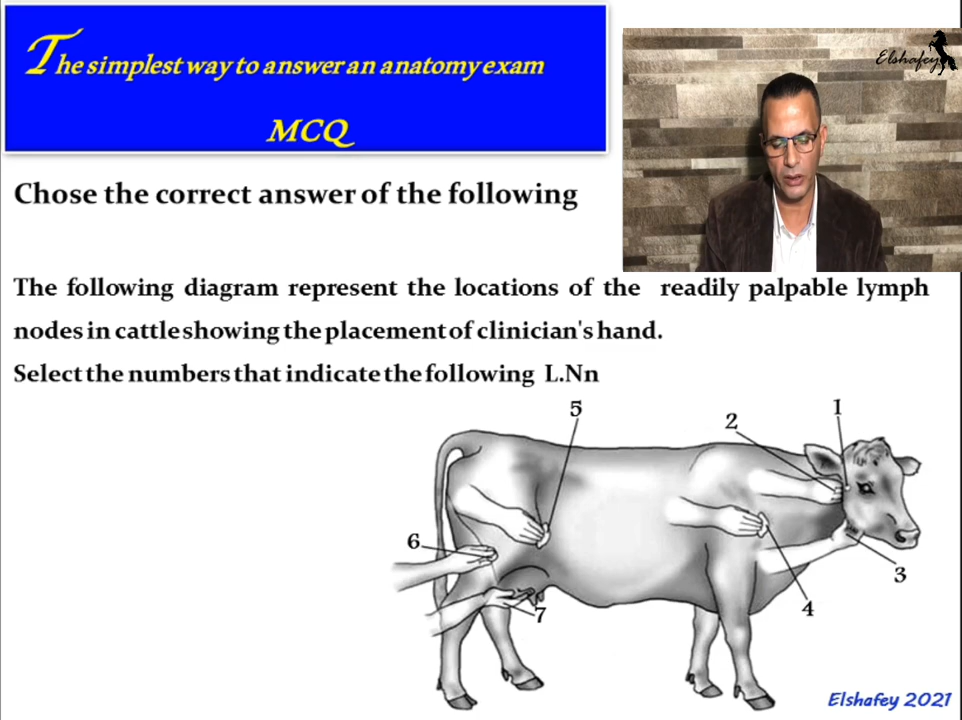 The simplest way to answer an anatomy exam
MCQ
Elshafey
Chose the correct answer of the following
The following diagram represent the locations of the readily palpable lymph
nodes in cattle showing the placement of clinician's hand.
Select the numbers that indicate the following L.Nn
5
1
2
6
3
4
7
Elshafey 2021